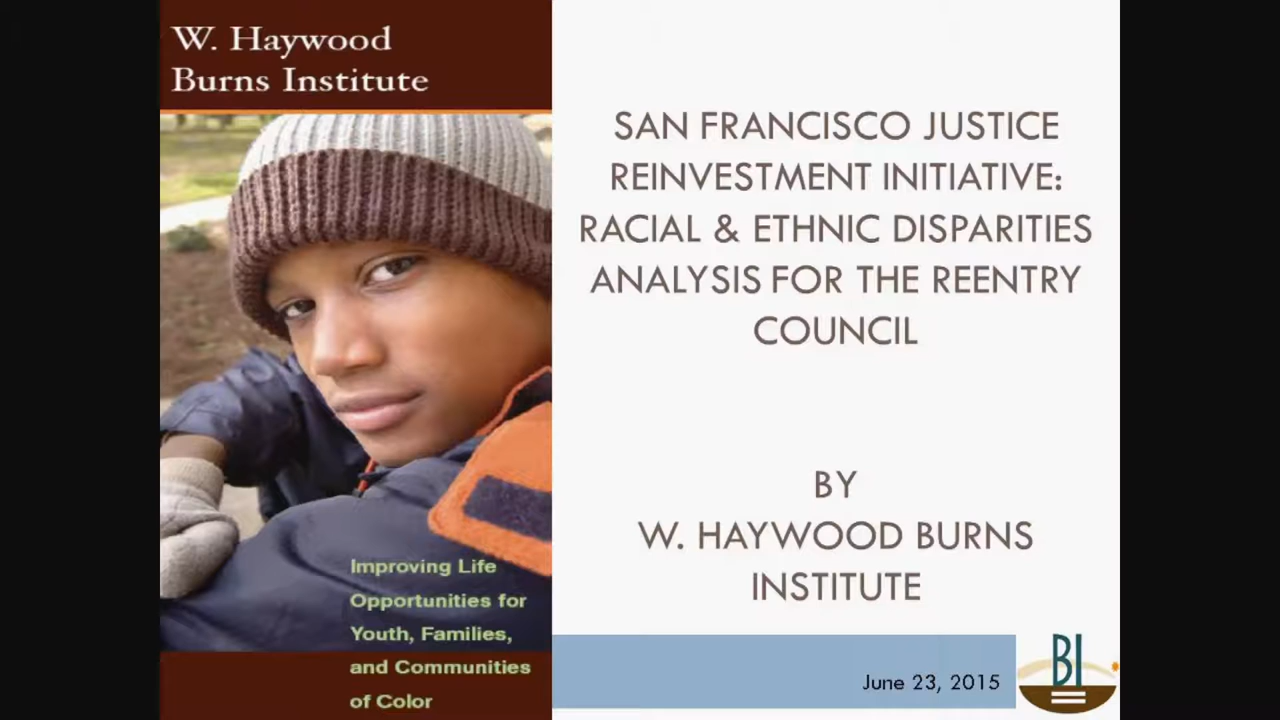 W. Haywood
Burns Institute
SAN FRANCISCO JUSTICE
REINVESTMENT INITIATIVE:
RACIAL & ETHNIC DISPARITIES
ANALYSIS FOR THE REENTRY
COUNCIL
BY
W. HAYWOOD BURNS
INSTITUTE
Improving Life
Opportunities for
Youth, Families,
and Communities
of Color
June 23, 2015
BI